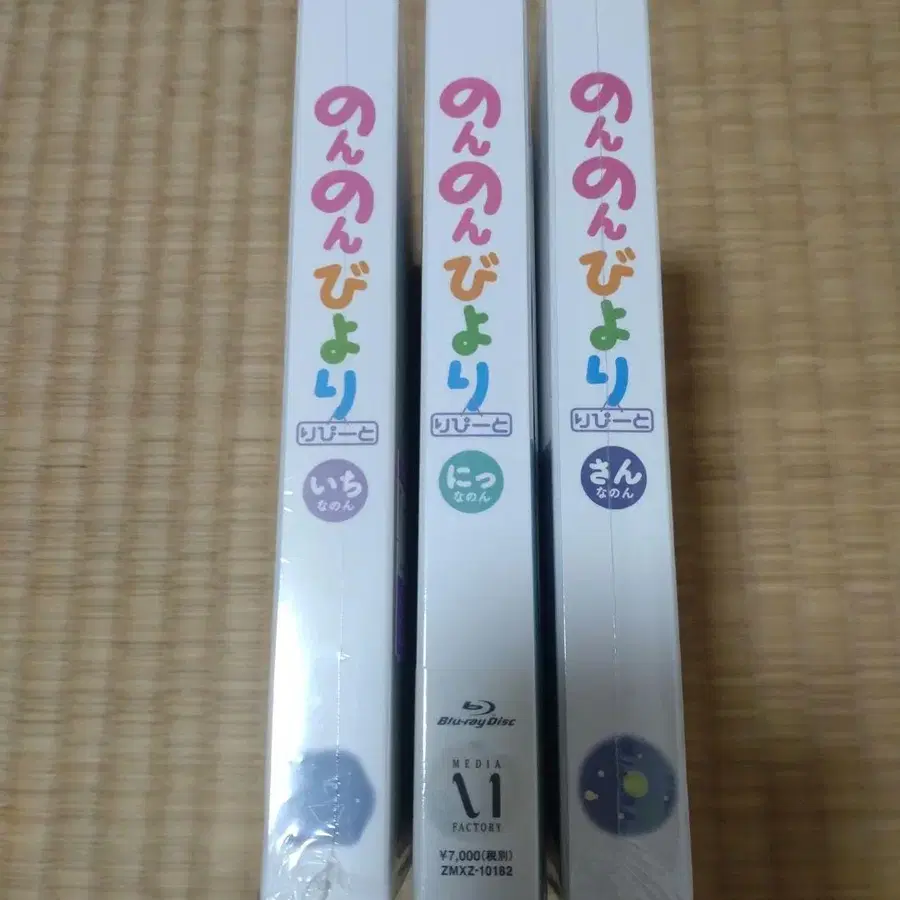 のんのんびより
りぴーと
いち
なのん
のんのんびより
りぴーと
にっ
なのん
Blu-ray Disc
MEDIA
FACTORY
¥7,000(税別)
ZMXZ-10182
のんのんびより
りぴーと
さん
なのん